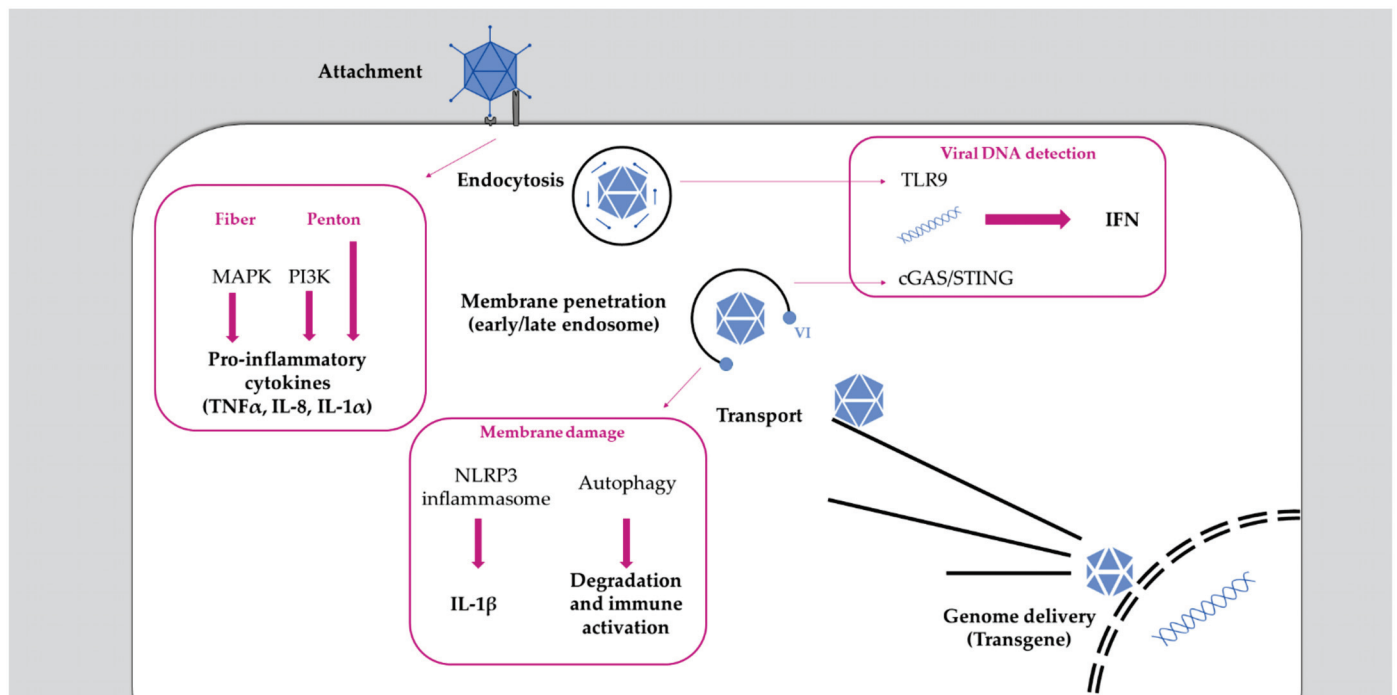 Attachment
Endocytosis
Viral DNA detection
TLR9
IFN
cGAS/STING
Fiber
Penton
MAPK
PI3K
Pro-inflammatory
cytokines
(TNFα, IL-8, IL-1α)
Membrane penetration
(early/late endosome)
VI
Transport
Membrane damage
NLRP3
inflammasome
Autophagy
IL-1β
Degradation
and immune
activation
Genome delivery
(Transgene)